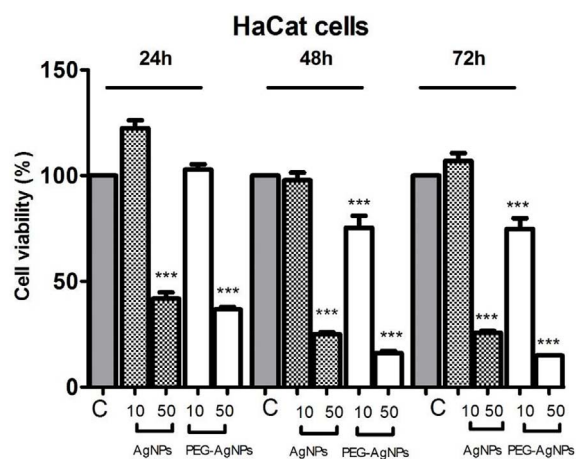 HaCat cells
24h 48h 72h
Cell viability (%)
150
100
50
0
*** *** *** *** *** *** *** ***
C 10 50 10 50 C 10 50 10 50 C 10 50 10 50
AgNPs PEG-AgNPs AgNPs PEG-AgNPs AgNPs PEG-AgNPs